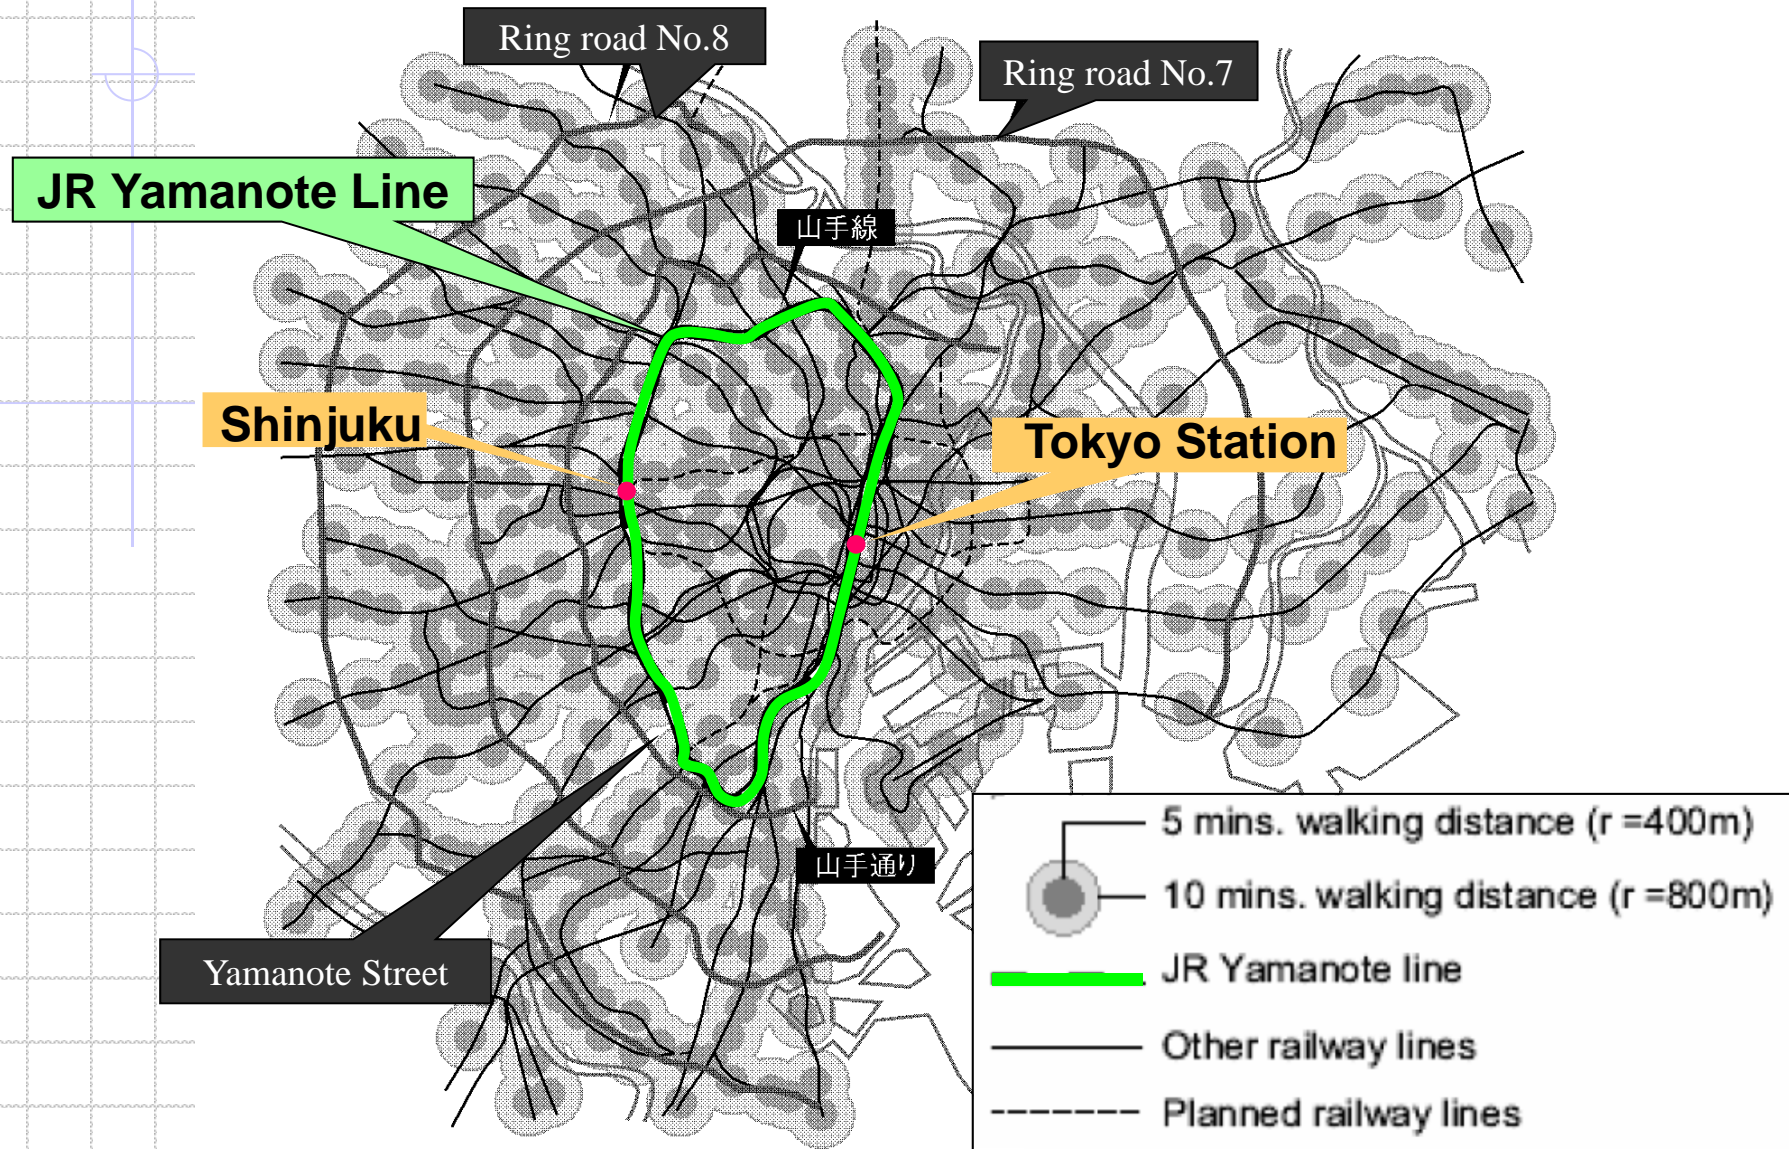 Ring road No.8
Ring road No.7
JR Yamanote Line
山手線
Shinjuku
Tokyo Station
山手通り
Yamanote Street
5 mins. walking distance (r =400m)
10 mins. walking distance (r =800m)
JR Yamanote line
Other railway lines
Planned railway lines